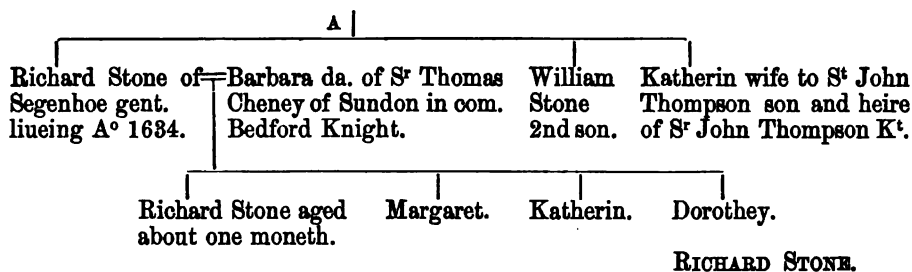 A
Richard Stone of
Segenhoe gent.
liueing Aº 1634.
Barbara da. of Sʳ Thomas
Cheney of Sundon in com.
Bedford Knight.
William
Stone
2nd son.
Katherin wife to Sᵗ John
Thompson son and heire
of Sʳ John Thompson Kᵗ.
Richard Stone aged
about one moneth.
Margaret.
Katherin.
Dorothey.
RICHARD STONE.